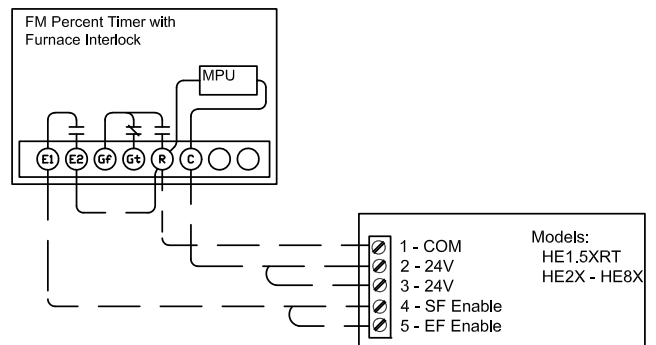 FM Percent Timer with
Furnace Interlock
MPU
E1 E2 Gf Gt R C
1 - COM
2 - 24V
3 - 24V
4 - SF Enable
5 - EF Enable
Models:
HE1.5XRT
HE2X - HE8X